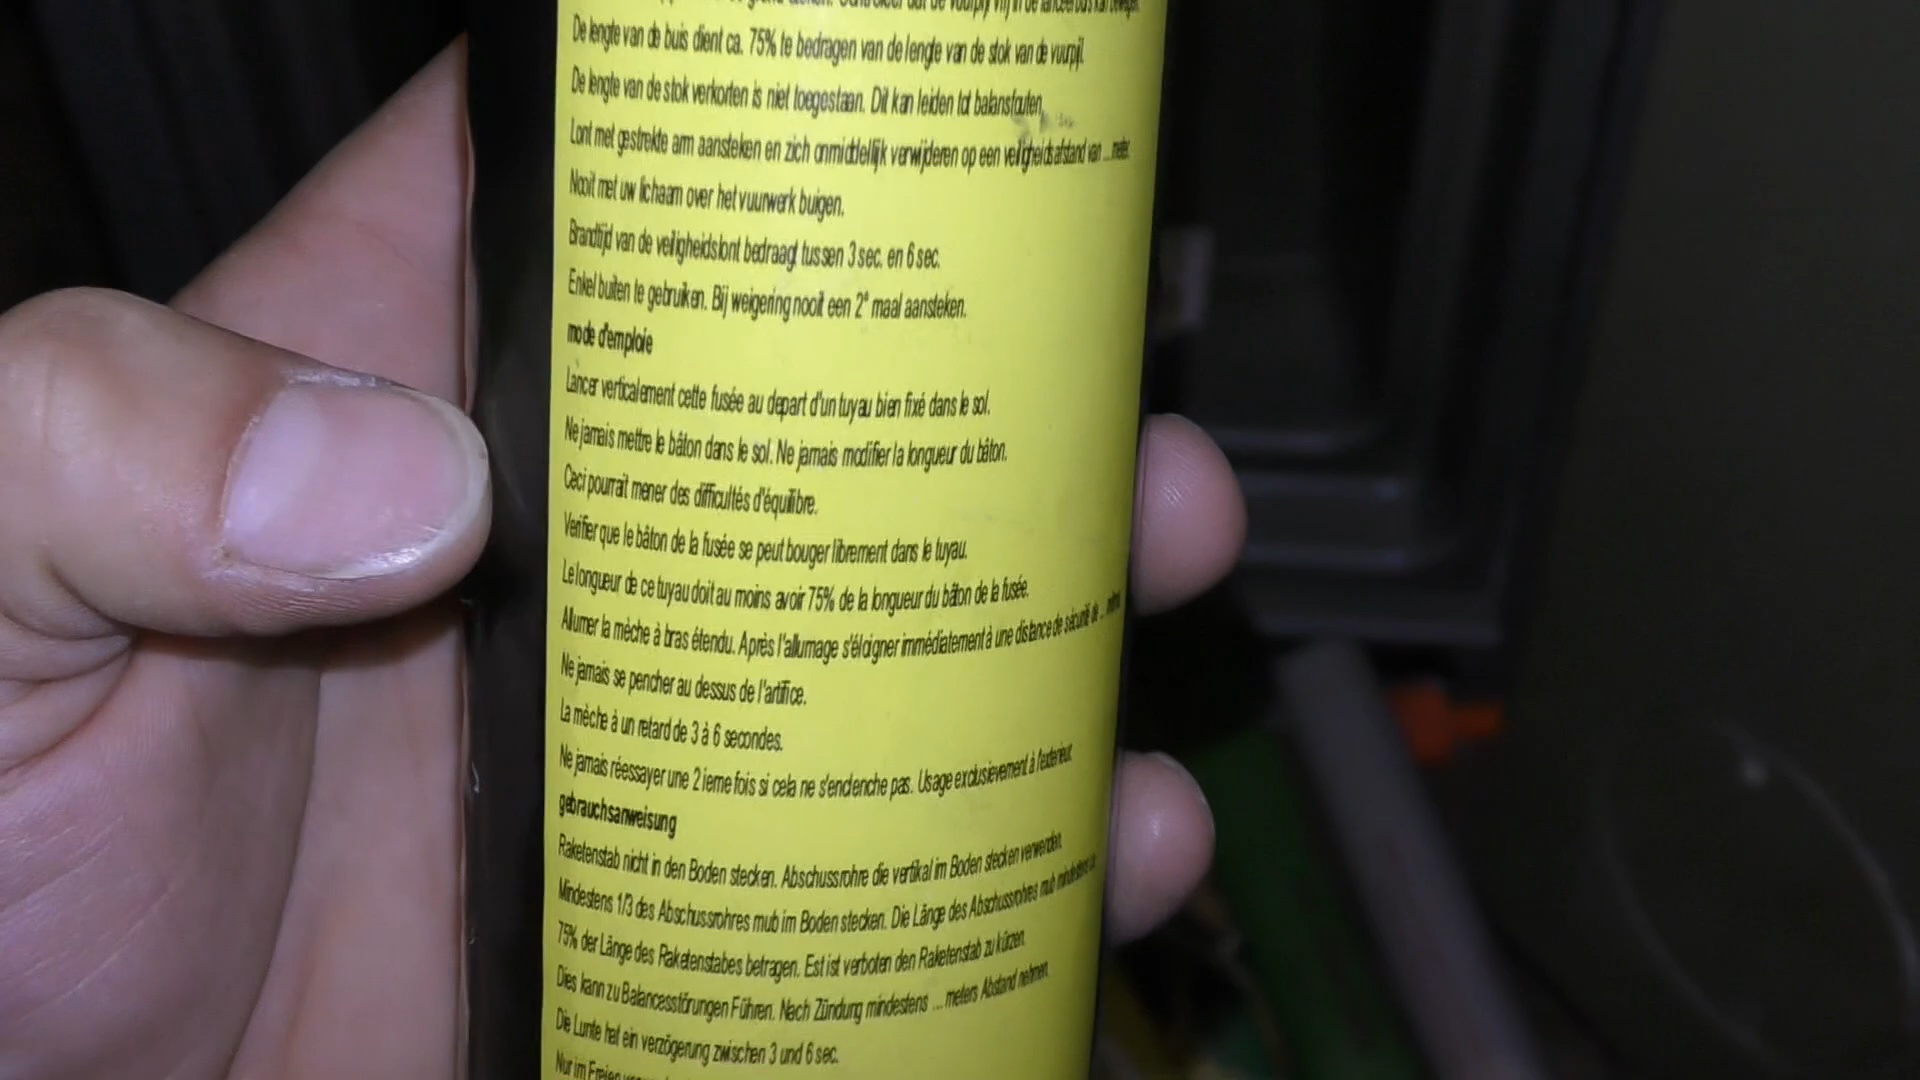 De lengte van de buis dient ca. 75% te bedragen van de lengte van de stok van de vuurpijl.
De lengte van de stok verkorten is niet toegestaan. Dit kan leiden tot balansfouten,
Lont met gestrekte arm aansteken en zich onmiddellijk verwijderen op een veiligheidsafstand van ... meter.
Nooit met uw lichaam over het vuurwerk buigen.
Brandtijd van de veiligheidslont bedraagt tussen 3 sec. en 6 sec.
Enkel buiten te gebruiken. Bij weigering nooit een 2° maal aansteken.
mode d'emploie
Lancer verticalement cette fusée au depart d'un tuyau bien fixé dans le sol.
Ne jamais mettre le bâton dans le sol. Ne jamais modifier la longueur du bâton.
Ceci pourrait mener des difficultés d'équilibre.
Verifier que le bâton de la fusée se peut bouger librement dans le tuyau.
Le longueur de ce tuyau doit au moins avoir 75% de la longueur du bâton de la fusée.
Allumer la mèche à bras étendu. Après l'allumage s'éloigner immédiatement à une distance de sécurité de ...
Ne jamais se pencher au dessus de l'artifice.
La mèche à un retard de 3 à 6 secondes.
Ne jamais réessayer une 2 ieme fois si cela ne s'enclenche pas. Usage exclusievement à l'exterieur.
gebrauchsanweisung
Raketenstab nicht in den Boden stecken. Abschussrohre die vertikal im Boden stecken verwenden.
Mindestens 1/3 des Abschussrohres mub im Boden stecken. Die Länge des Abschussrohres mub mindestens
75% der Länge des Raketenstabes betragen. Est ist verboten den Raketenstab zu kürzen.
Dies kann zu Balancesstörungen Führen. Nach Zündung mindestens ... meters Abstand nehmen.
Die Lunte hat ein verzögerung zwischen 3 und 6 sec.
Nur im Freien